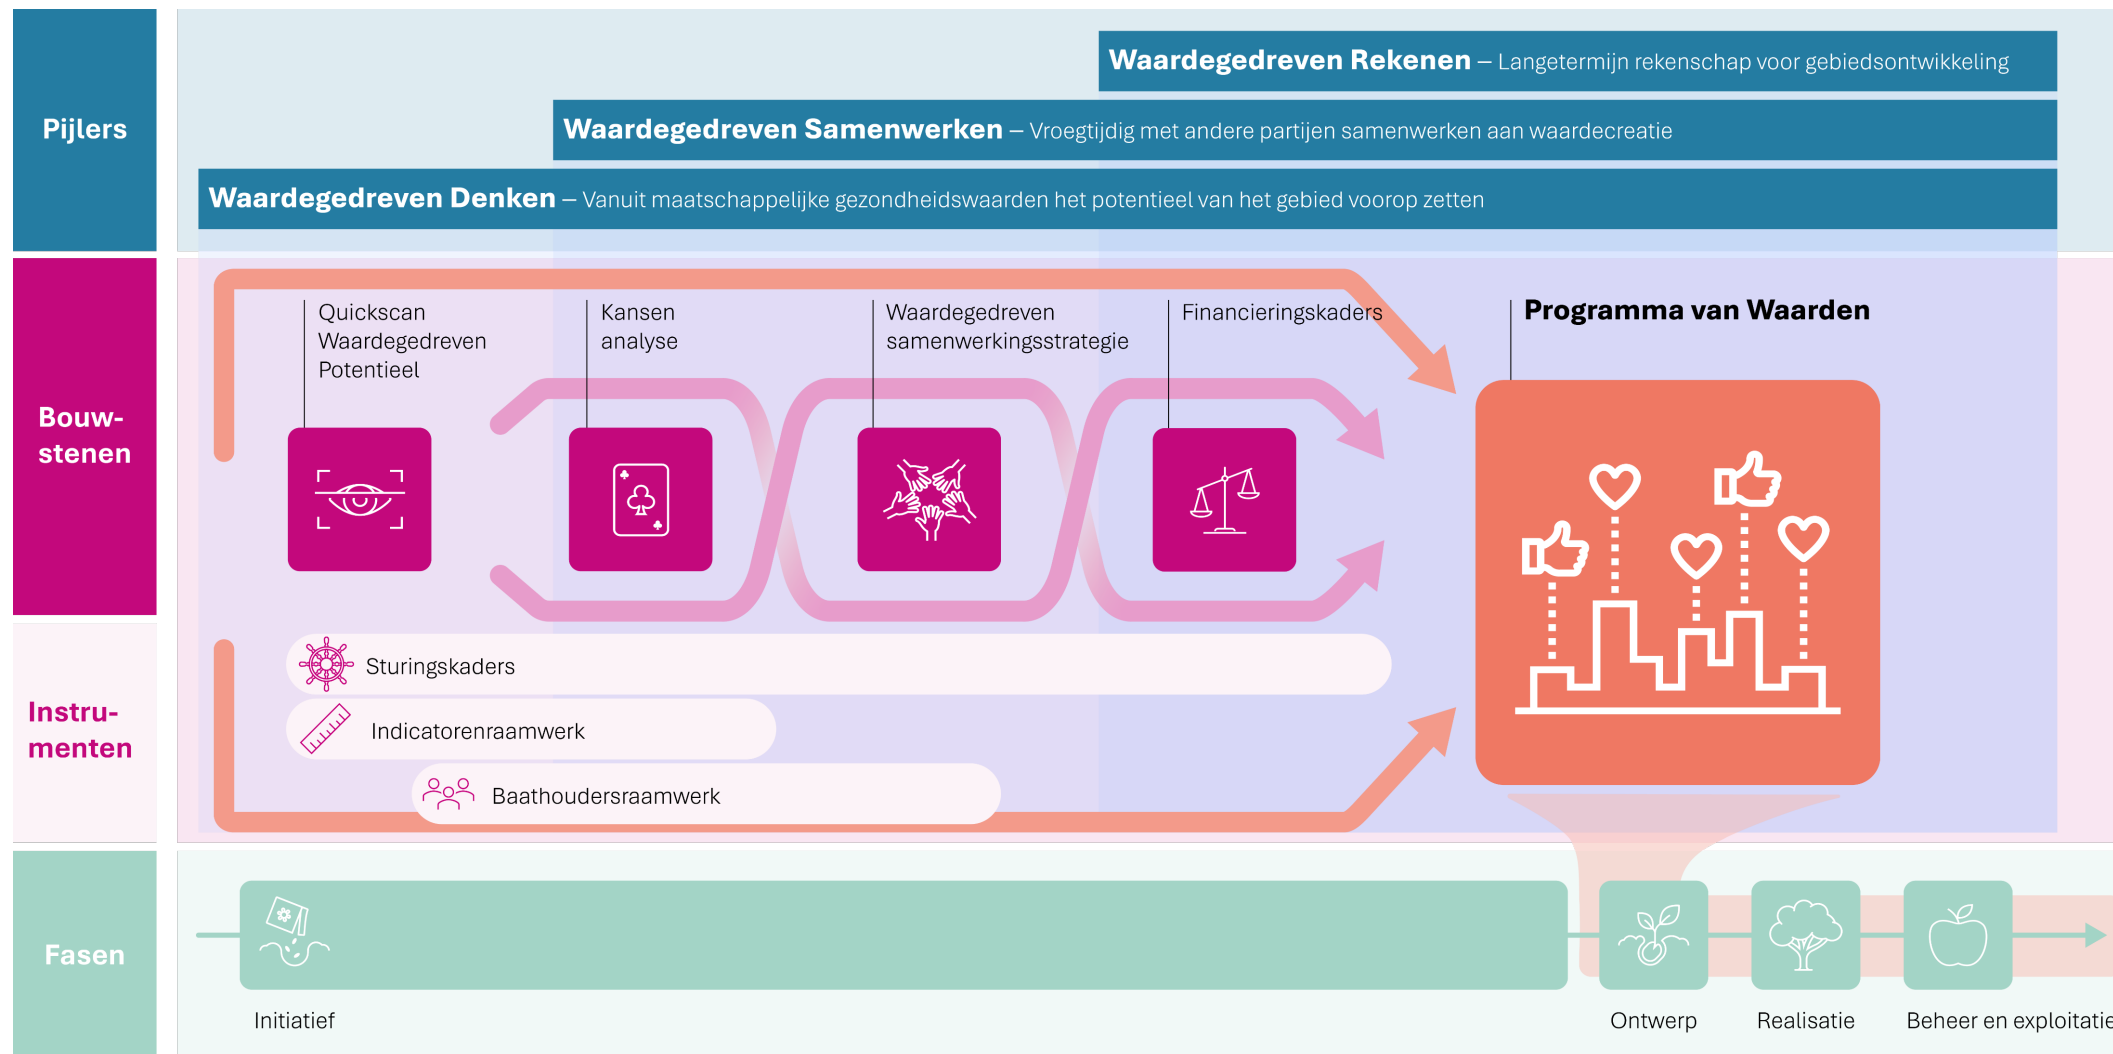 Pijlers
Waardegedreven Rekenen – Langetermijn rekenschap voor gebiedsontwikkeling
Waardegedreven Samenwerken – Vroegtijdig met andere partijen samenwerken aan waardecreatie
Waardegedreven Denken – Vanuit maatschappelijke gezondheidswaarden het potentieel van het gebied voorop zetten
Bouw-
stenen
Quickscan
Waardegedreven
Potentieel
Kansen
analyse
Waardegedreven
samenwerkingsstrategie
Financieringskaders
Programma van Waarden
Instru-
menten
Sturingskaders
Indicatorenraamwerk
Baathoudersraamwerk
Fasen
Initiatief
Ontwerp
Realisatie
Beheer en exploitatie